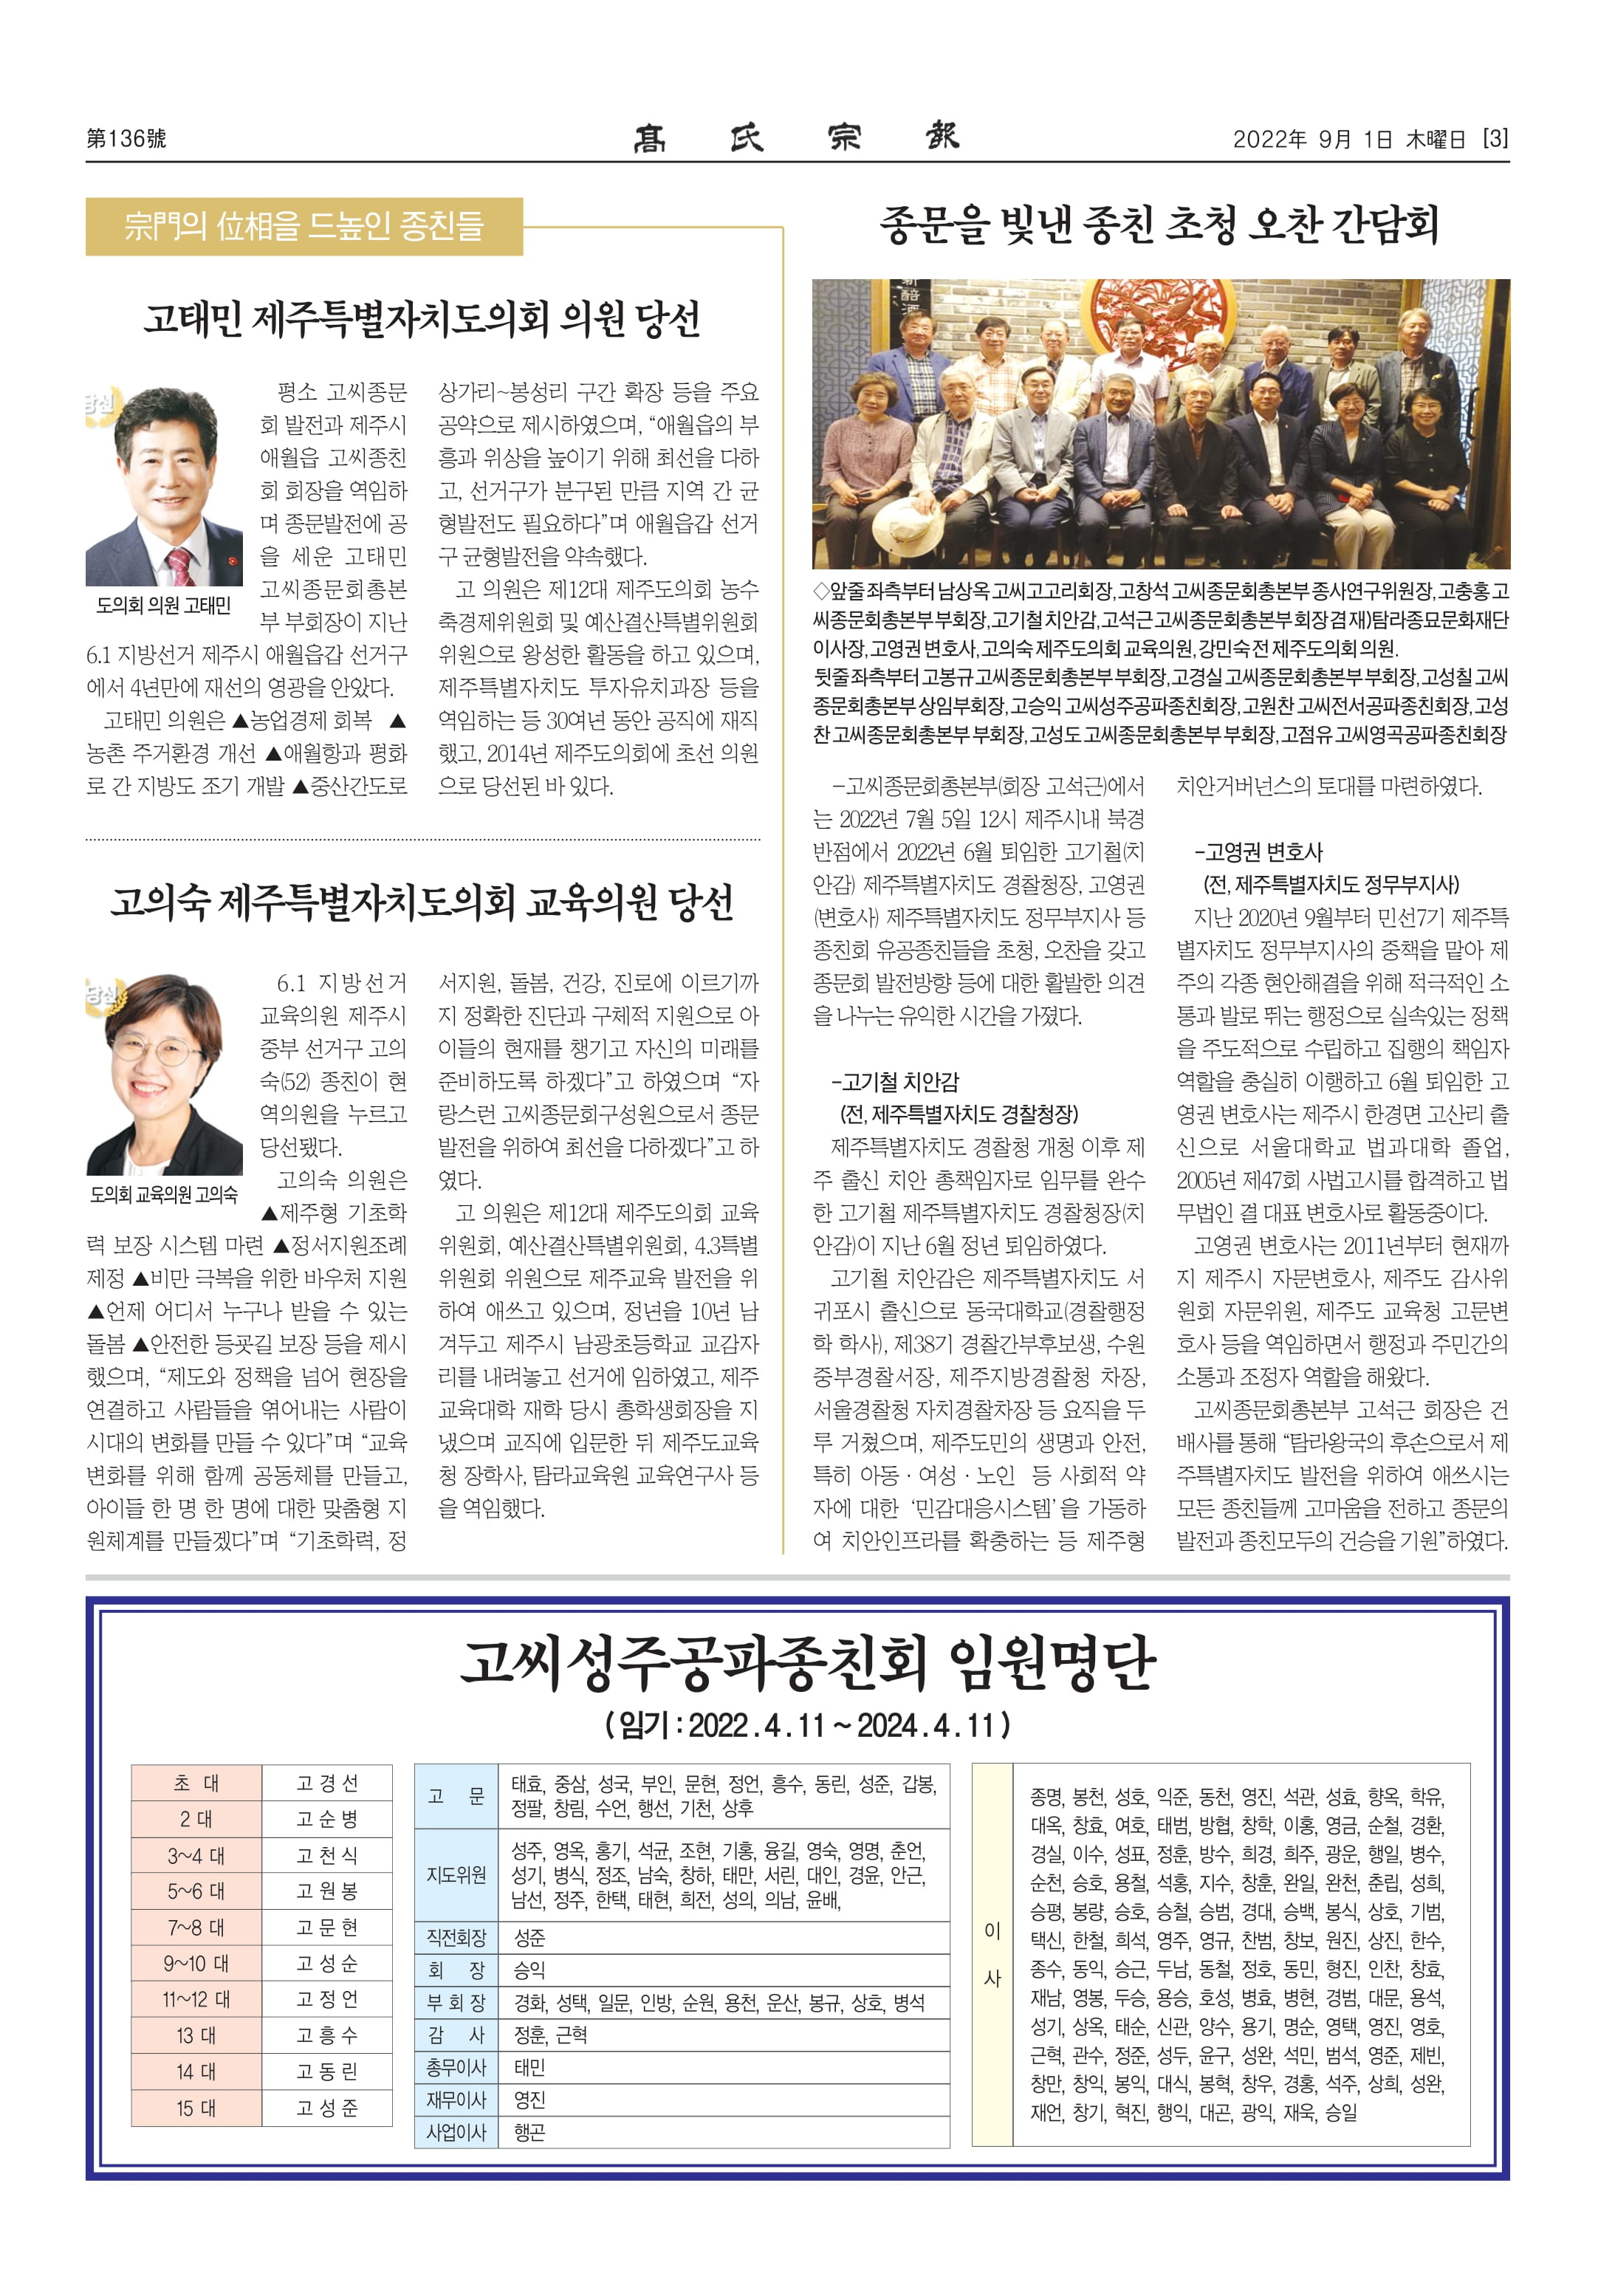 第136號
髙氏宗報
2022年 9月 1日 木曜日 [3]
宗門의 位相을 드높인 종친들
고태민 제주특별자치도의회 의원 당선
당선
도의회 의원 고태민
평소 고씨종문
회 발전과 제주시
애월읍 고씨종친
회 회장을 역임하
며 종문발전에 공
을 세운 고태민
고씨종문회총본
부 부회장이 지난
6.1 지방선거 제주시 애월읍갑 선거구
에서 4년만에 재선의 영광을 안았다.
고태민 의원은 ▲농업경제 회복 ▲
농촌 주거환경 개선 ▲애월항과 평화
로 간 지방도 조기 개발 ▲중산간도로
상가리~봉성리 구간 확장 등을 주요
공약으로 제시하였으며, “애월읍의 부
흥과 위상을 높이기 위해 최선을 다하
고, 선거구가 분구된 만큼 지역 간 균
형발전도 필요하다”며 애월읍갑 선거
구 균형발전을 약속했다.
고 의원은 제12대 제주도의회 농수
축경제위원회 및 예산결산특별위원회
위원으로 왕성한 활동을 하고 있으며,
제주특별자치도 투자유치과장 등을
역임하는 등 30여년 동안 공직에 재직
했고, 2014년 제주도의회에 초선 의원
으로 당선된 바 있다.
고의숙 제주특별자치도의회 교육의원 당선
당선
도의회 교육의원 고의숙
6.1 지방선거
교육의원 제주시
중부 선거구 고의
숙(52) 종친이 현
역의원을 누르고
당선됐다.
고의숙 의원은
▲제주형 기초학
력 보장 시스템 마련 ▲정서지원조례
제정 ▲비만 극복을 위한 바우처 지원
▲언제 어디서 누구나 받을 수 있는
돌봄 ▲안전한 등굣길 보장 등을 제시
했으며, “제도와 정책을 넘어 현장을
연결하고 사람들을 엮어내는 사람이
시대의 변화를 만들 수 있다”며 “교육
변화를 위해 함께 공동체를 만들고,
아이들 한 명 한 명에 대한 맞춤형 지
원체계를 만들겠다”며 “기초학력, 정
서지원, 돌봄, 건강, 진로에 이르기까
지 정확한 진단과 구체적 지원으로 아
이들의 현재를 챙기고 자신의 미래를
준비하도록 하겠다”고 하였으며 “자
랑스런 고씨종문회구성원으로서 종문
발전을 위하여 최선을 다하겠다”고 하
였다.
고 의원은 제12대 제주도의회 교육
위원회, 예산결산특별위원회, 4.3특별
위원회 위원으로 제주교육 발전을 위
하여 애쓰고 있으며, 정년을 10년 남
겨두고 제주시 남광초등학교 교감자
리를 내려놓고 선거에 임하였고, 제주
교육대학 재학 당시 총학생회장을 지
냈으며 교직에 입문한 뒤 제주도교육
청 장학사, 탐라교육원 교육연구사 등
을 역임했다.
종문을 빛낸 종친 초청 오찬 간담회
◇앞줄 좌측부터 남상옥 고씨고고리회장, 고창석 고씨종문회총본부 종사연구위원장, 고충홍 고
씨종문회총본부 부회장, 고기철 치안감, 고석근 고씨종문회총본부 회장 겸 재)탐라종묘문화재단
이사장, 고영권 변호사, 고의숙 제주도의회 교육의원, 강민숙 전 제주도의회 의원.
뒷줄 좌측부터 고봉규 고씨종문회총본부 부회장, 고경실 고씨종문회총본부 부회장, 고성칠 고씨
종문회총본부 상임부회장, 고승익 고씨성주공파종친회장, 고원찬 고씨전서공파종친회장, 고성
찬 고씨종문회총본부 부회장, 고성도 고씨종문회총본부 부회장, 고점유 고씨영곡공파종친회장
-고씨종문회총본부(회장 고석근)에서
는 2022년 7월 5일 12시 제주시내 북경
반점에서 2022년 6월 퇴임한 고기철(치
안감) 제주특별자치도 경찰청장, 고영권
(변호사) 제주특별자치도 정무부지사 등
종친회 유공종친들을 초청, 오찬을 갖고
종문회 발전방향 등에 대한 활발한 의견
을 나누는 유익한 시간을 가졌다.
-고기철 치안감
(전, 제주특별자치도 경찰청장)
제주특별자치도 경찰청 개청 이후 제
주 출신 치안 총책임자로 임무를 완수
한 고기철 제주특별자치도 경찰청장(치
안감)이 지난 6월 정년 퇴임하였다.
고기철 치안감은 제주특별자치도 서
귀포시 출신으로 동국대학교(경찰행정
학 학사), 제38기 경찰간부후보생, 수원
중부경찰서장, 제주지방경찰청 차장,
서울경찰청 자치경찰차장 등 요직을 두
루 거쳤으며, 제주도민의 생명과 안전,
특히 아동·여성·노인 등 사회적 약
자에 대한 ‘민감대응시스템’을 가동하
여 치안인프라를 확충하는 등 제주형
치안거버넌스의 토대를 마련하였다.
-고영권 변호사
(전, 제주특별자치도 정무부지사)
지난 2020년 9월부터 민선7기 제주특
별자치도 정무부지사의 중책을 맡아 제
주의 각종 현안해결을 위해 적극적인 소
통과 발로 뛰는 행정으로 실속있는 정책
을 주도적으로 수립하고 집행의 책임자
역할을 충실히 이행하고 6월 퇴임한 고
영권 변호사는 제주시 한경면 고산리 출
신으로 서울대학교 법과대학 졸업,
2005년 제47회 사법고시를 합격하고 법
무법인 결 대표 변호사로 활동중이다.
고영권 변호사는 2011년부터 현재까
지 제주시 자문변호사, 제주도 감사위
원회 자문위원, 제주도 교육청 고문변
호사 등을 역임하면서 행정과 주민간의
소통과 조정자 역할을 해왔다.
고씨종문회총본부 고석근 회장은 건
배사를 통해 “탐라왕국의 후손으로서 제
주특별자치도 발전을 위하여 애쓰시는
모든 종친들께 고마움을 전하고 종문의
발전과 종친모두의 건승을 기원”하였다.
고씨성주공파종친회 임원명단
(임기 : 2022. 4. 11 ~ 2024. 4. 11)
초 대 고경선
2 대 고순병
3~4 대 고천식
5~6 대 고원봉
7~8 대 고문현
9~10 대 고성순
11~12 대 고정언
13 대 고흥수
14 대 고동린
15 대 고성준
고 문 태효, 중삼, 성국, 부인, 문현, 정언, 흥수, 동린, 성준, 갑봉,
정팔, 창림, 수언, 행선, 기천, 상후
지도위원 성주, 영옥, 홍기, 석균, 조현, 기홍, 융길, 영숙, 영명, 춘언,
성기, 병식, 정조, 남숙, 창하, 태만, 서린, 대인, 경윤, 안근,
남선, 정주, 한택, 태현, 희전, 성의, 의남, 윤배,
직전회장 성준
회 장 승익
부회장 경화, 성택, 일문, 인방, 순원, 용천, 운산, 봉규, 상호, 병석
감 사 정훈, 근혁
총무이사 태민
재무이사 영진
사업이사 행곤
이사
종명, 봉천, 성호, 익준, 동천, 영진, 석관, 성효, 향옥, 학유,
대옥, 창효, 여호, 태범, 방협, 창학, 이홍, 영금, 순철, 경환,
경실, 이수, 성표, 정훈, 방수, 희경, 희주, 광운, 행일, 병수,
순천, 승호, 용철, 석홍, 지수, 창훈, 완일, 완천, 춘립, 성희,
승평, 봉량, 승호, 승철, 승범, 경대, 승백, 봉식, 상호, 기범,
택신, 한철, 희석, 영주, 영규, 찬범, 창보, 원진, 상진, 한수,
종수, 동익, 승근, 두남, 동철, 정호, 동민, 형진, 인찬, 창효,
재남, 영봉, 두승, 용승, 호성, 병효, 병현, 경범, 대문, 용석,
성기, 상옥, 태순, 신관, 양수, 용기, 명순, 영택, 영진, 영호,
근혁, 관수, 정준, 성두, 윤구, 성완, 석민, 범석, 영준, 제빈,
창만, 창익, 봉익, 대식, 봉혁, 창우, 경홍, 석주, 상희, 성완,
재언, 창기, 혁진, 행익, 대곤, 광익, 재욱, 승일